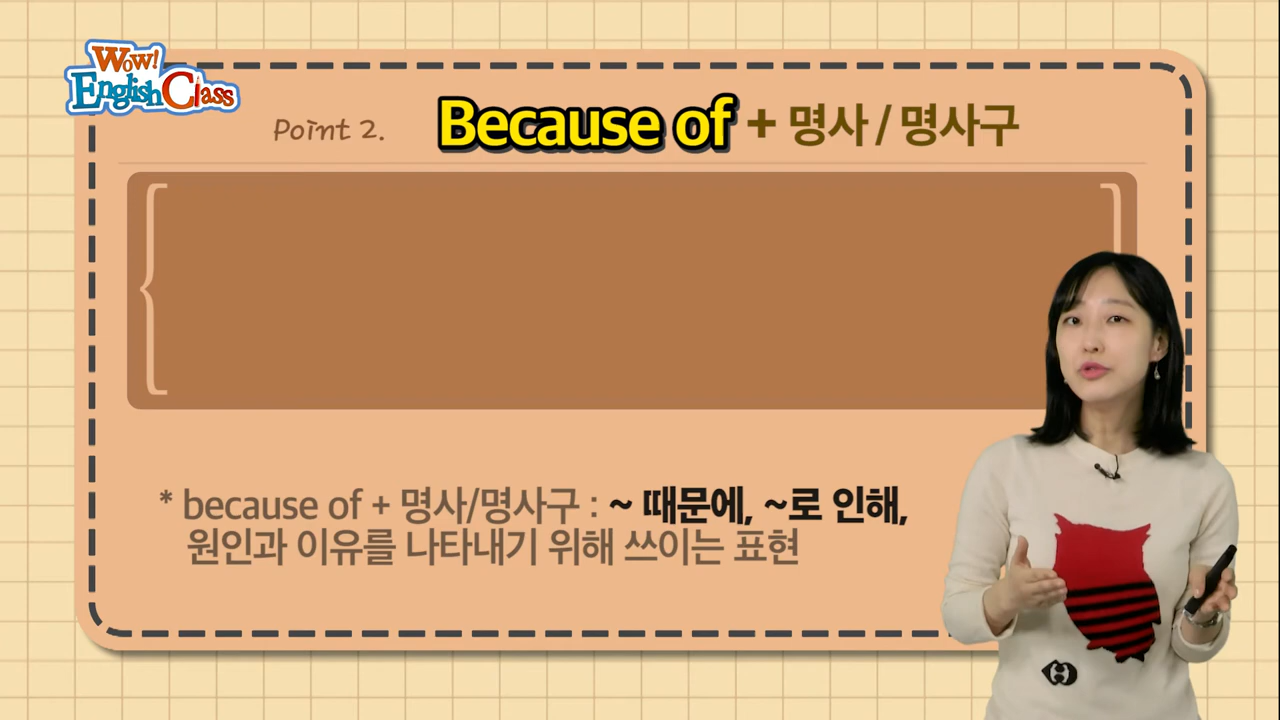 Wow!
English Class
Point 2. Because of + 명사 / 명사구
* because of + 명사/명사구 : ~ 때문에, ~로 인해,
원인과 이유를 나타내기 위해 쓰이는 표현